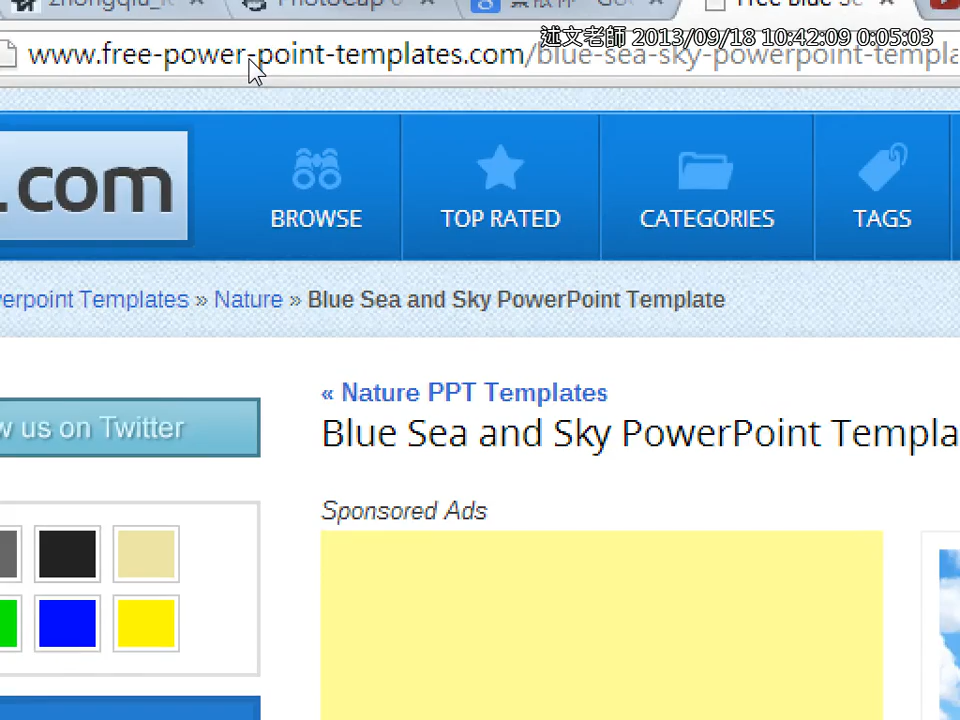 述文老師 2013/09/18 10:42:09 0:05:03
www.free-power-point-templates.com/blue-sea-sky-powerpoint-templa
.com
BROWSE
TOP RATED
CATEGORIES
TAGS
erpoint Templates » Nature » Blue Sea and Sky PowerPoint Template
w us on Twitter
« Nature PPT Templates
Blue Sea and Sky PowerPoint Templa
Sponsored Ads